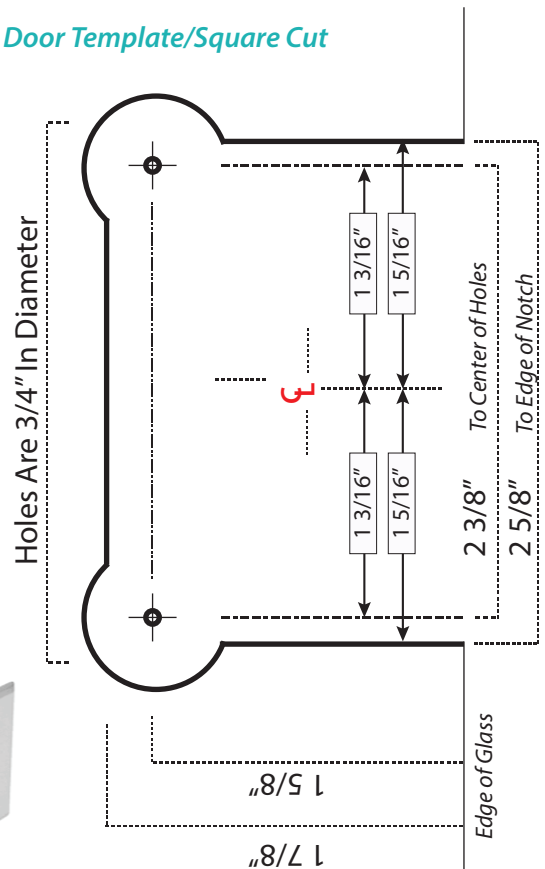 Door Template/Square Cut
Holes Are 3/4" In Diameter
1 3/16"
1 5/16"
℄
1 3/16"
1 5/16"
2 3/8" To Center of Holes
2 5/8" To Edge of Notch
1 5/8"
1 7/8"
Edge of Glass